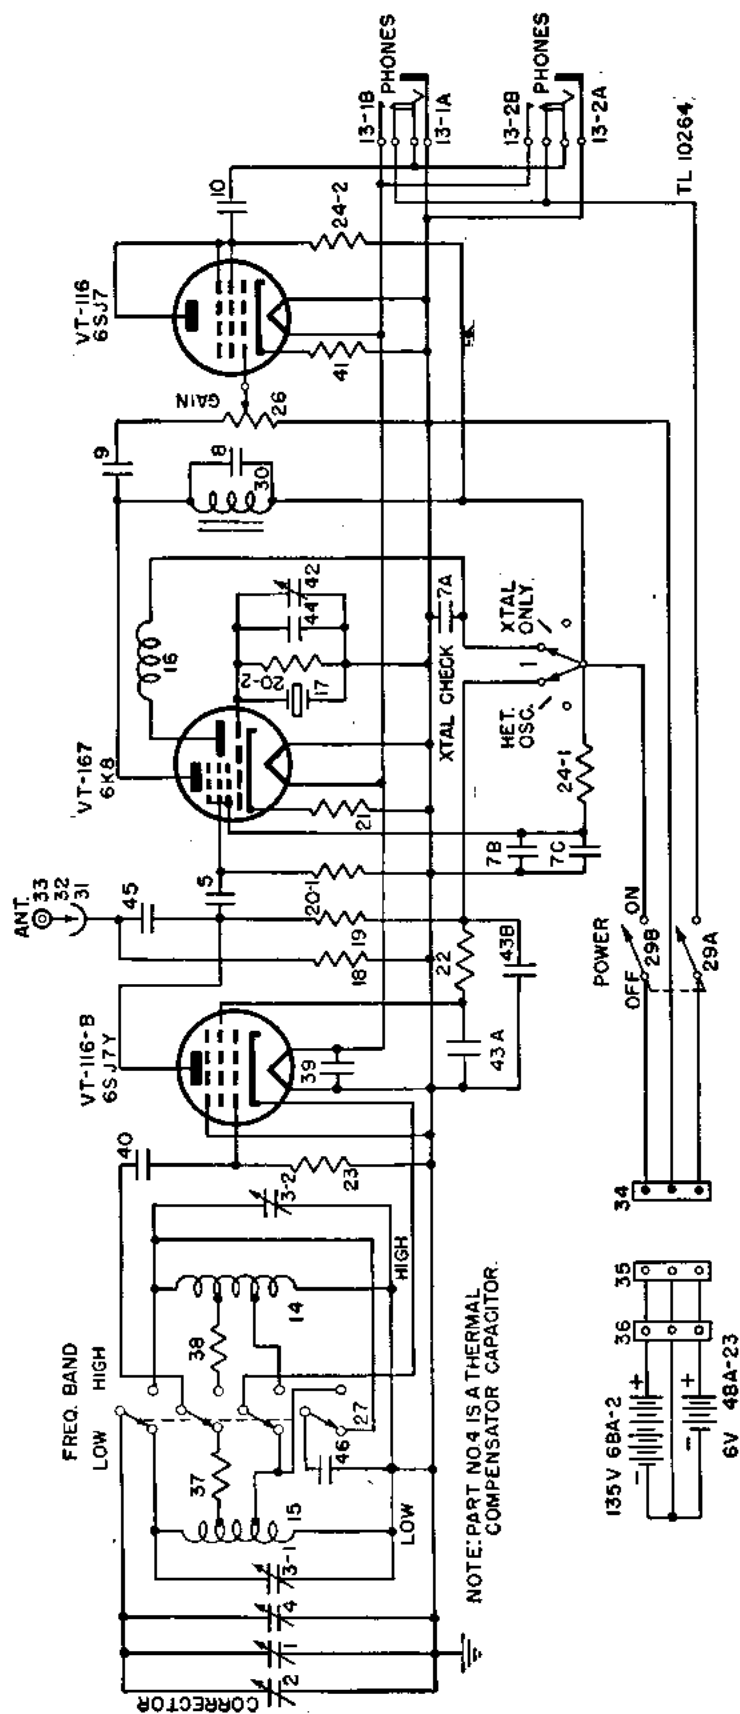 ANT.
33
32
31
45
5
VT-116-B
6SJ7Y
VT-167
6K8
VT-116
6SJ7
FREQ. BAND
LOW
HIGH
40
3-2
23
14
38
HIGH
37
15
46
27
LOW
3-1
4
1
2
CORRECTOR
39
18
19
20-1
22
43A
43B
21
16
20-2
17
44
42
9
8
30
GAIN
26
41
10
24-2
13-1B
PHONES
13-1A
13-2B
PHONES
13-2A
7A
XTAL CHECK
XTAL
ONLY
HET.
OSC.
1
24-1
7B
7C
POWER
OFF
ON
29B
29A
34
35
36
135V 6BA-2
6V 4BA-23
+
-
+
-
NOTE: PART NO.4 IS A THERMAL
COMPENSATOR CAPACITOR.
TL 10264